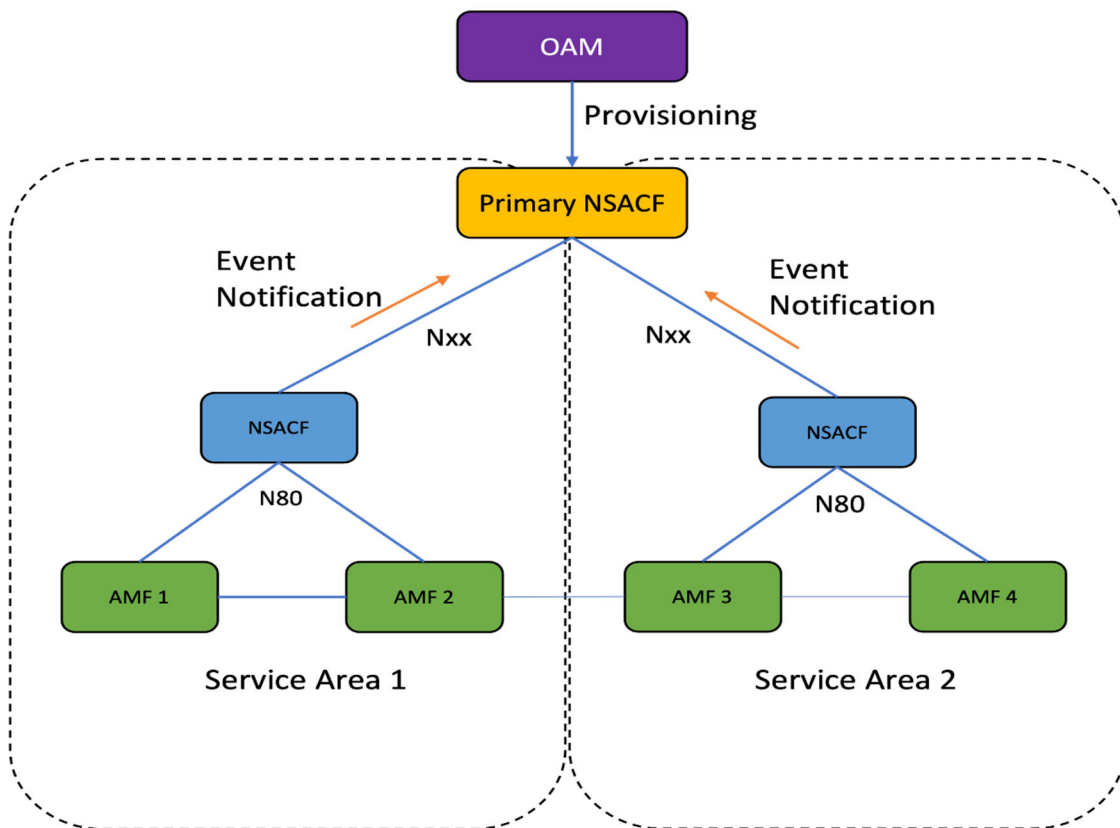 OAM
Provisioning
Primary NSACF
Event
Notification
Event
Notification
Nxx
Nxx
NSACF
NSACF
N80
N80
AMF 1
AMF 2
AMF 3
AMF 4
Service Area 1
Service Area 2